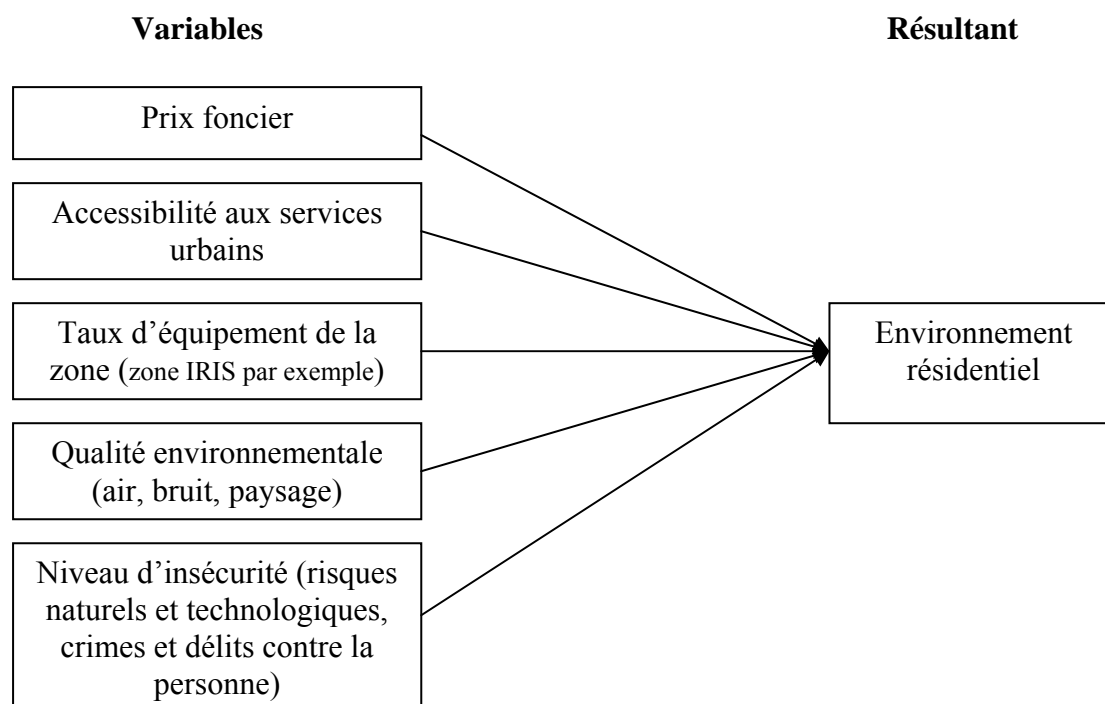 Variables
Résultant
Prix foncier
Accessibilité aux services
urbains
Taux d’équipement de la
zone (zone IRIS par exemple)
Environnement
résidentiel
Qualité environnementale
(air, bruit, paysage)
Niveau d’insécurité (risques
naturels et technologiques,
crimes et délits contre la
personne)